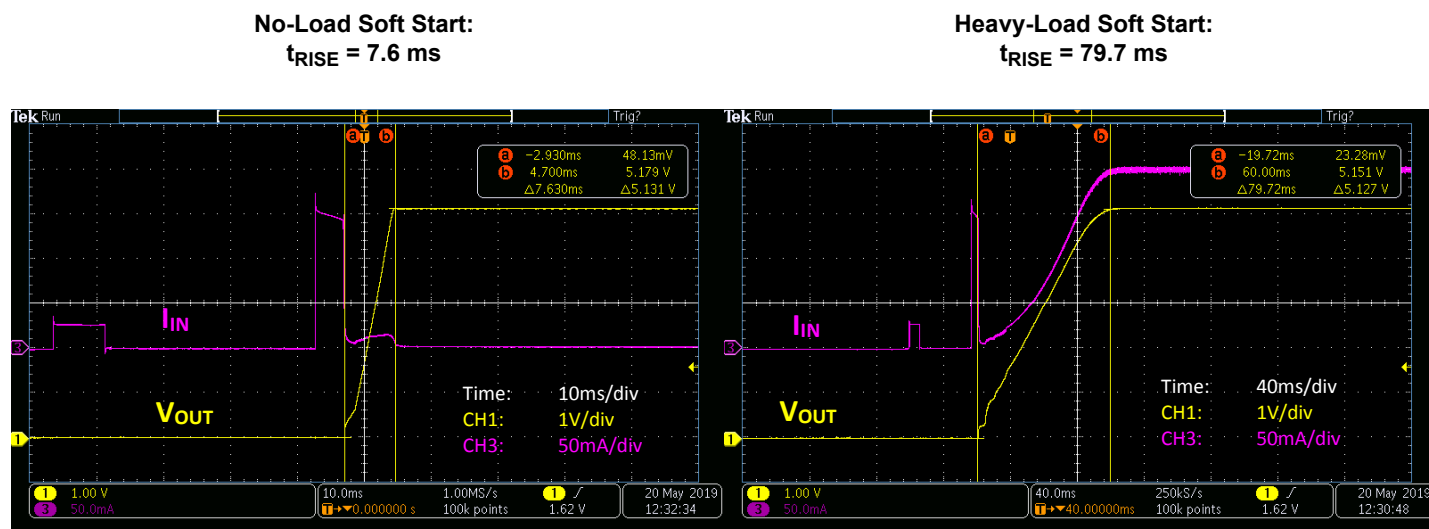 No-Load Soft Start:
tRISE = 7.6 ms
Heavy-Load Soft Start:
tRISE = 79.7 ms
Tek Run
Trig?
T
a T b
a −2.930ms 48.13mV
b 4.700ms 5.179 V
Δ7.630ms Δ5.131 V
IIN
3
VOUT
1
Time: 10ms/div
CH1: 1V/div
CH3: 50mA/div
1 1.00 V
3 50.0mA
10.0ms 1.00MS/s 1 /
T→▼0.000000 s 100k points 1.62 V
20 May 2019
12:32:34
Tek Run
Trig?
T
a T b
a −19.72ms 23.28mV
b 60.00ms 5.151 V
Δ79.72ms Δ5.127 V
IIN
3
VOUT
1
Time: 40ms/div
CH1: 1V/div
CH3: 50mA/div
1 1.00 V
3 50.0mA
40.0ms 250kS/s 1 /
T→▼40.00000ms 100k points 1.62 V
20 May 2019
12:30:48